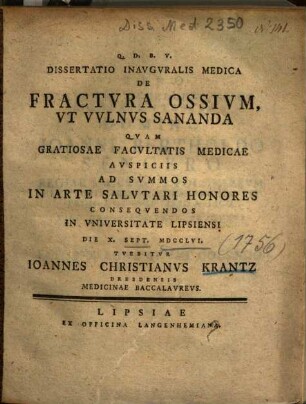 Diss. Med 2350
Q. D. B. V.
DISSERTATIO INAVGVRALIS MEDICA
DE
FRACTVRA OSSIVM,
VT VVLNVS SANANDA
QVAM
GRATIOSAE FACVLTATIS MEDICAE
AVSPICIIS
AD SVMMOS
IN ARTE SALVTARI HONORES
CONSEQVENDOS
IN VNIVERSITATE LIPSIENSI
DIE X. SEPT. MDCCLVI.
(1756)
TVEBITVR
IOANNES CHRISTIANVS KRANTZ
DRESDENSIS
MEDICINAE BACCALAVREVS.
LIPSIAE
EX OFFICINA LANGENHEMIANA.